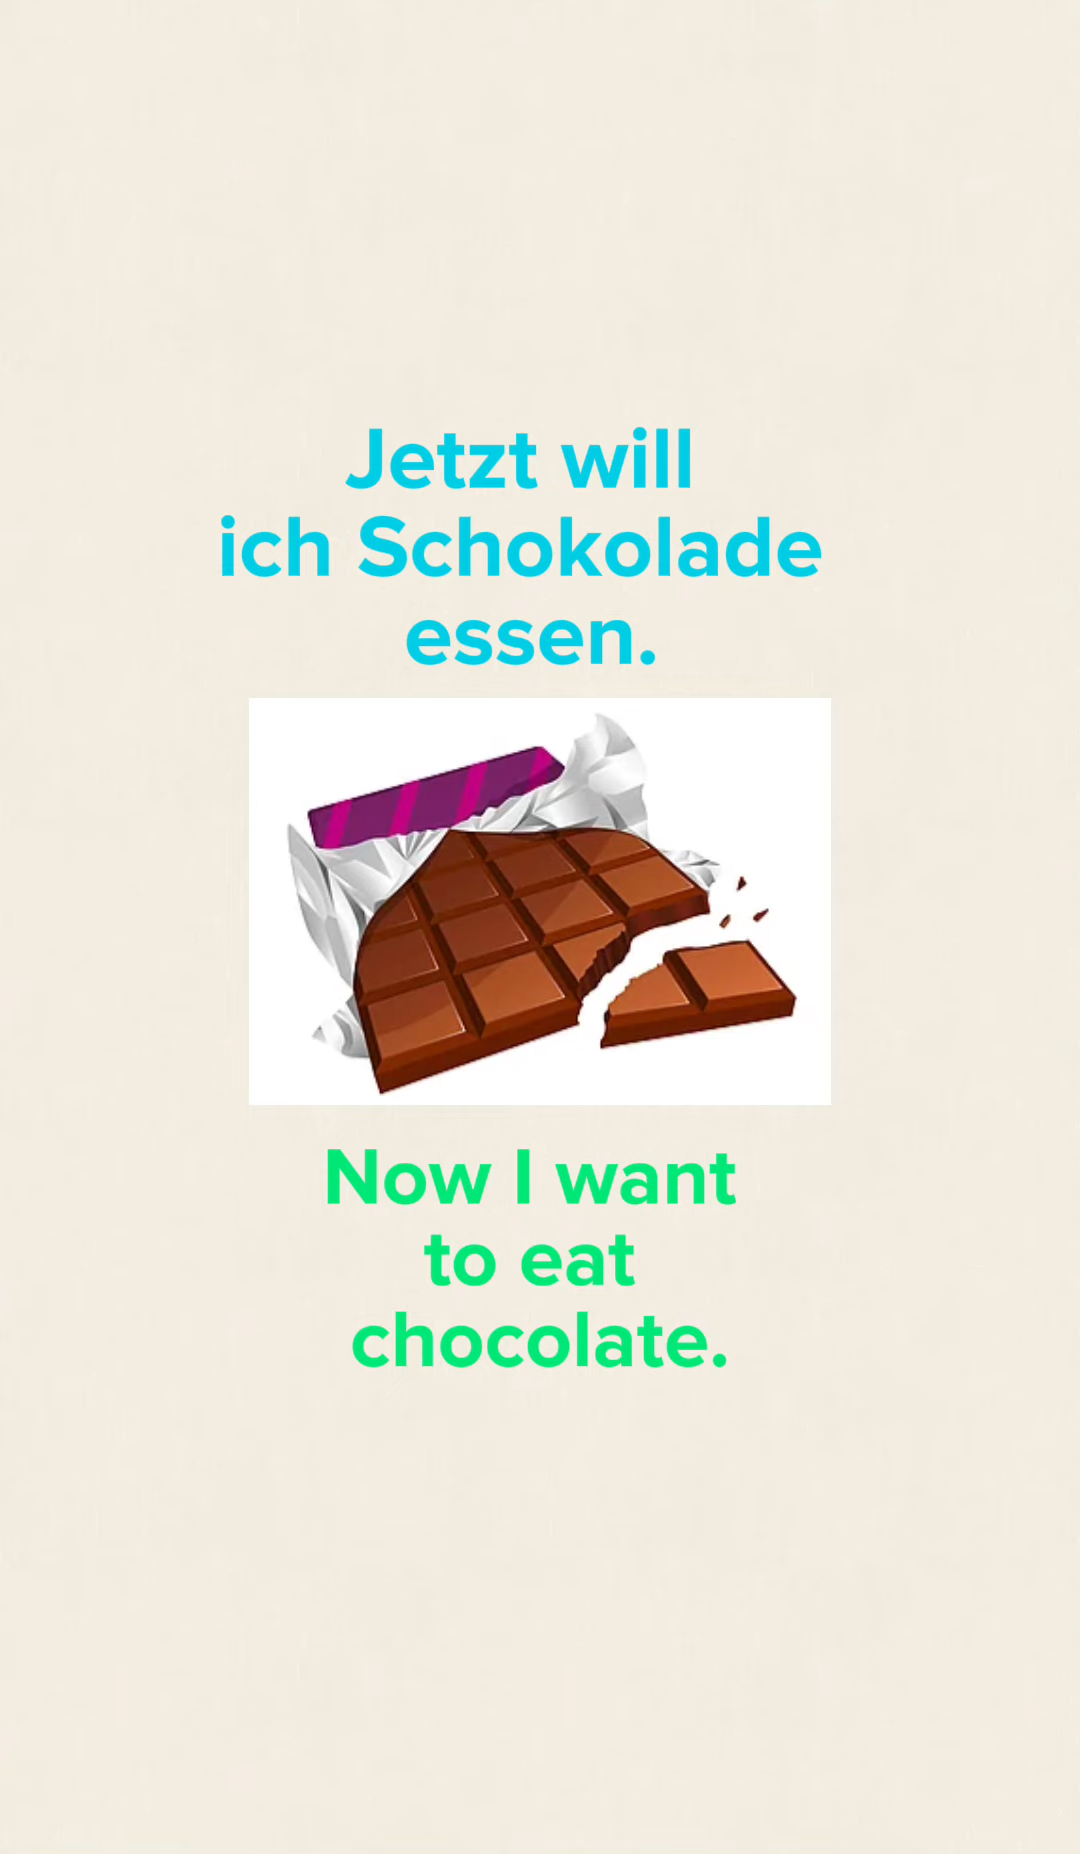 Jetzt will
ich Schokolade
essen.
Now I want
to eat
chocolate.